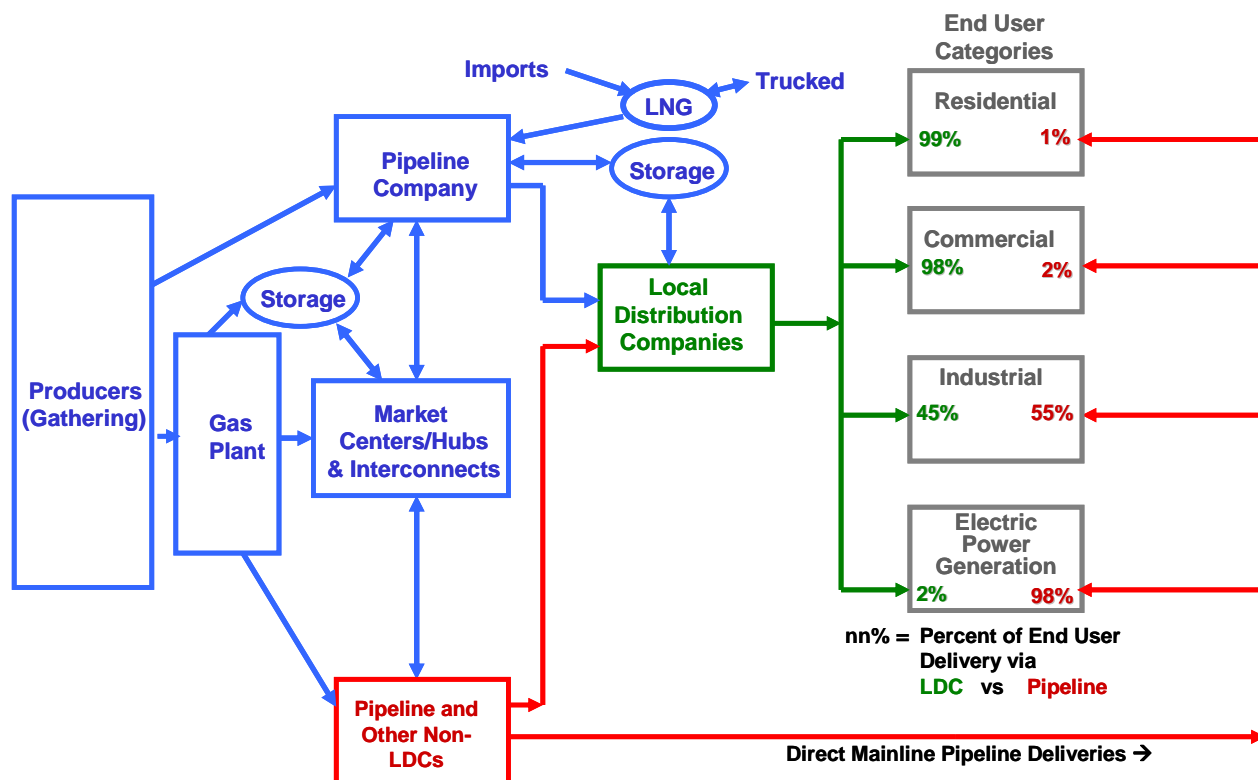 End User
Categories
Imports
Trucked
LNG
Residential
99%
1%
Pipeline
Company
Storage
Commercial
98%
2%
Storage
Local
Distribution
Companies
Producers
(Gathering)
Gas
Plant
Market
Centers/Hubs
& Interconnects
Industrial
45%
55%
Electric
Power
Generation
2%
98%
nn% = Percent of End User
Delivery via
LDC vs Pipeline
Pipeline and
Other Non-
LDCs
Direct Mainline Pipeline Deliveries →